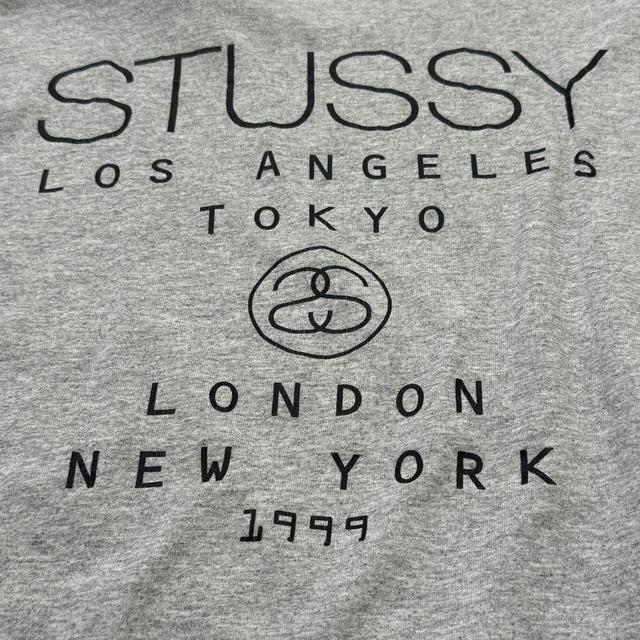 STUSSY
LOS ANGELES
TOKYO
LONDON
NEW YORK
1999